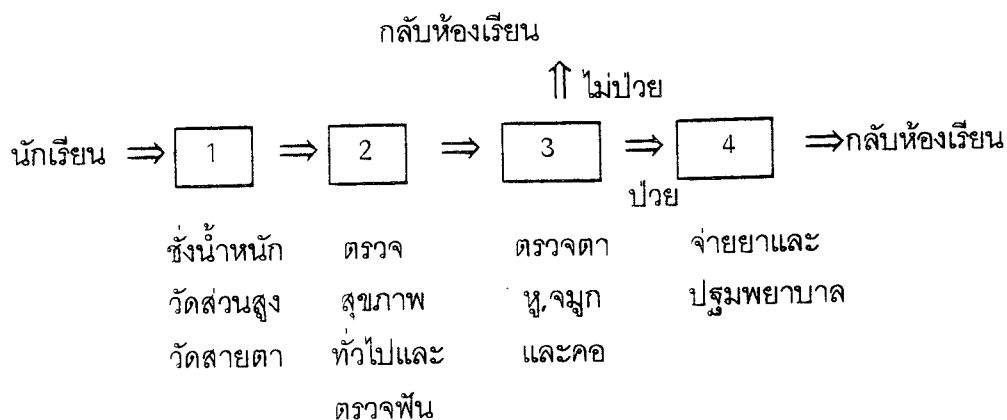 กลับห้องเรียน
⇑ ไม่ป่วย
นักเรียน ⇒ 1 ⇒ 2 ⇒ 3 ⇒ 4 ⇒กลับห้องเรียน
ป่วย
ชั่งน้ำหนัก ตรวจ ตรวจตา จ่ายยาและ
วัดส่วนสูง สุขภาพ หู,จมูก ปฐมพยาบาล
วัดสายตา ทั่วไปและ และคอ
ตรวจฟัน